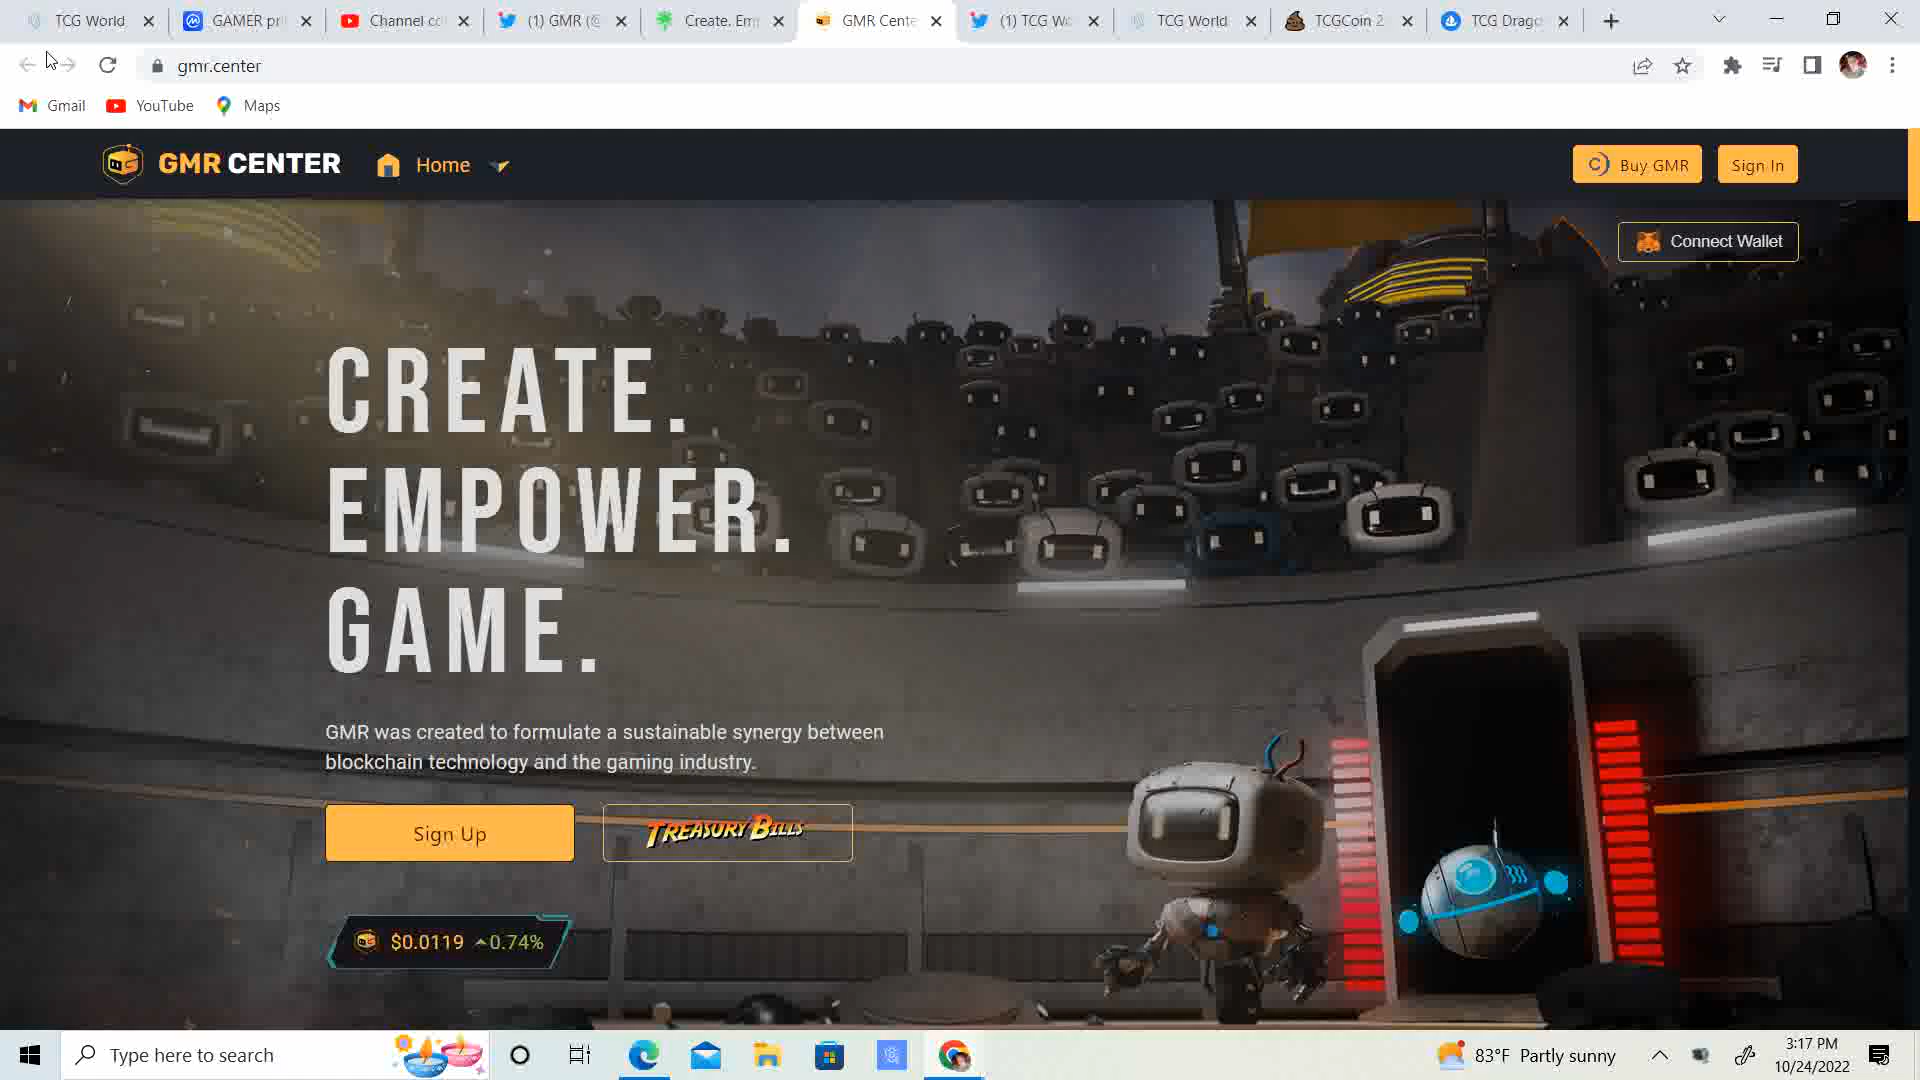 TCG World
GAMER pri
Channel co
(1) GMR (@
Create. Emp
GMR Cente
(1) TCG Wo
TCG World
TCGCoin 2
TCG Drago
gmr.center
Gmail
YouTube
Maps
GMR CENTER
Home
Buy GMR
Sign In
Connect Wallet
CREATE.
EMPOWER.
GAME.
GMR was created to formulate a sustainable synergy between
blockchain technology and the gaming industry.
Sign Up
TREASURY BILLS
$0.0119 0.74%
Type here to search
83°F Partly sunny
3:17 PM
10/24/2022